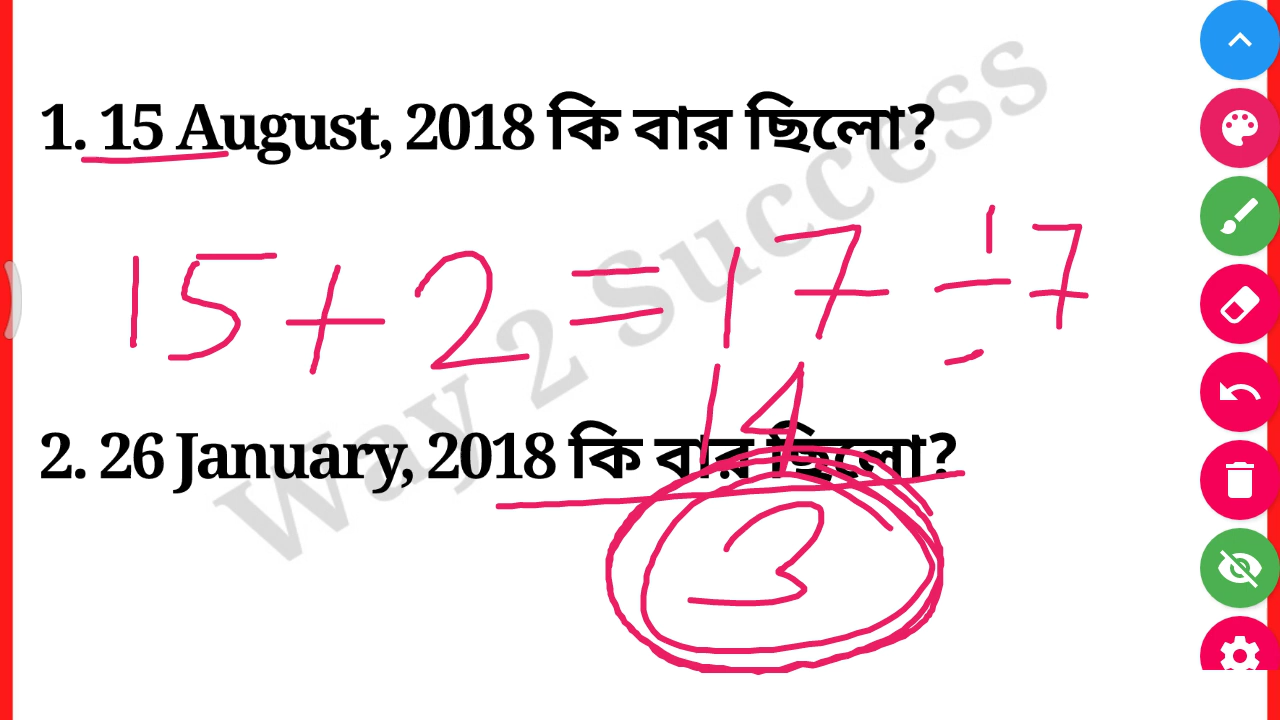 1. 15 August, 2018 কি বার ছিলো?
15 + 2 = 17 ÷ 7
14
2. 26 January, 2018 কি বার ছিলো?
3
Way 2 Success